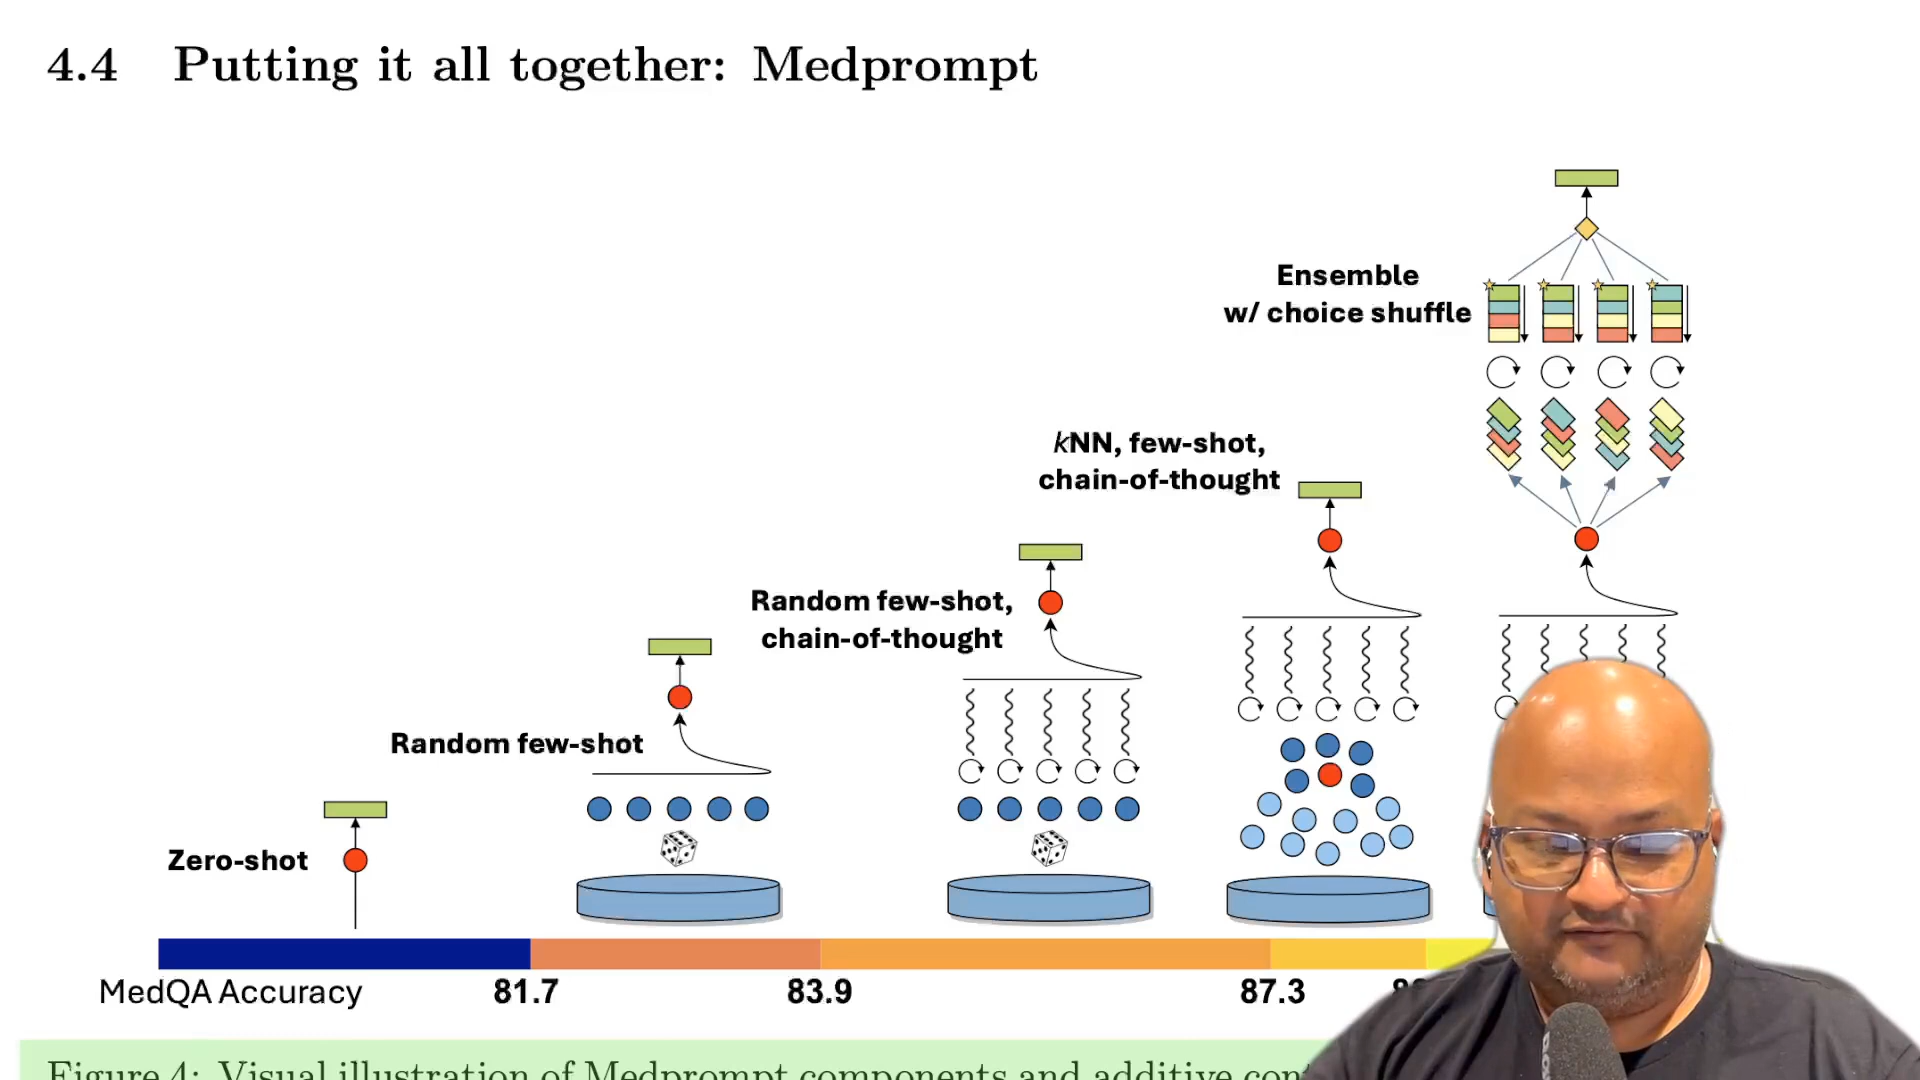 4.4 Putting it all together: Medprompt
Ensemble
w/ choice shuffle
kNN, few-shot,
chain-of-thought
Random few-shot,
chain-of-thought
Random few-shot
Zero-shot
MedQA Accuracy 81.7 83.9 87.3
Figure 4: Visual illustration of Medprompt components and additive